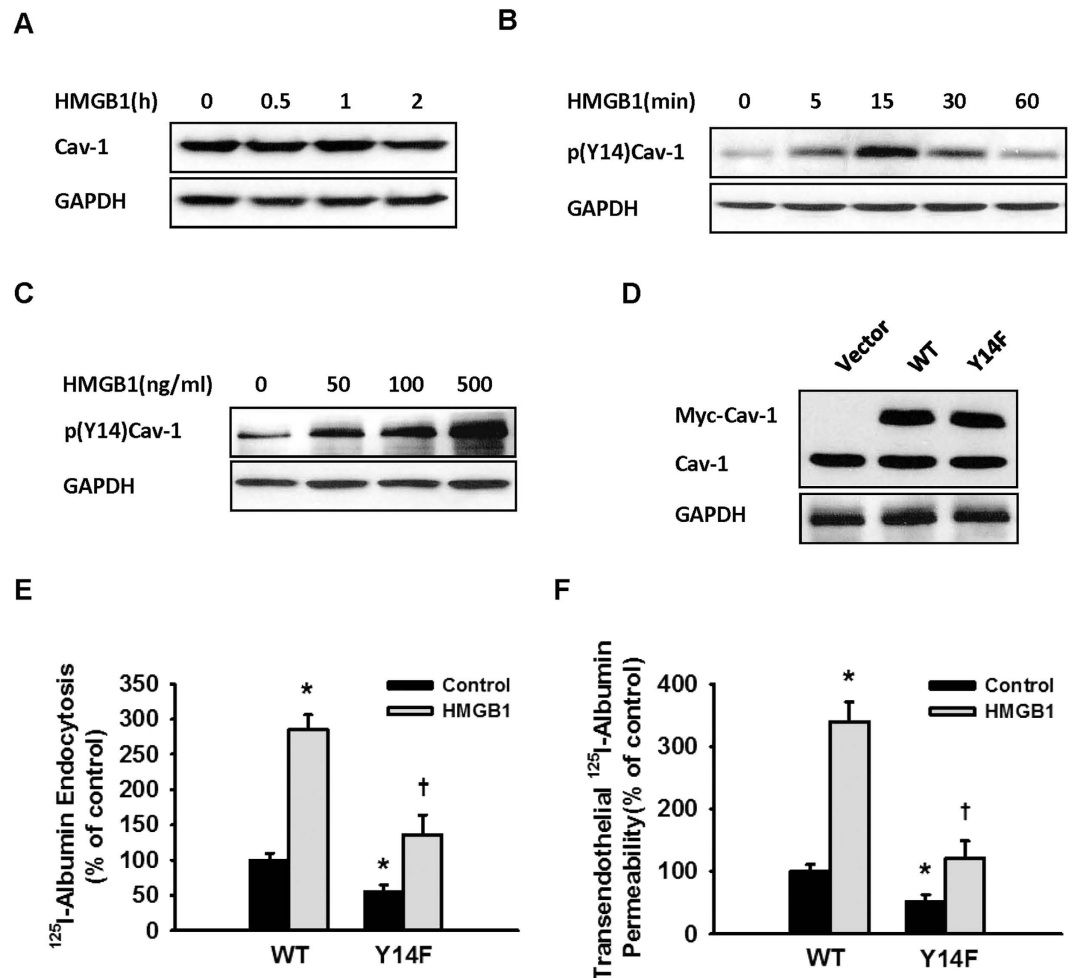 A
HMGB1(h) 0 0.5 1 2
Cav-1
GAPDH
B
HMGB1(min) 0 5 15 30 60
p(Y14)Cav-1
GAPDH
C
HMGB1(ng/ml) 0 50 100 500
p(Y14)Cav-1
GAPDH
D
Vector WT Y14F
Myc-Cav-1
Cav-1
GAPDH
E
125I-Albumin Endocytosis
(% of control)
350
300
250
200
150
100
50
0
* * †
Control
HMGB1
WT Y14F
F
Transendothelial 125I-Albumin
Permeability(% of control)
400
300
200
100
0
* * †
Control
HMGB1
WT Y14F